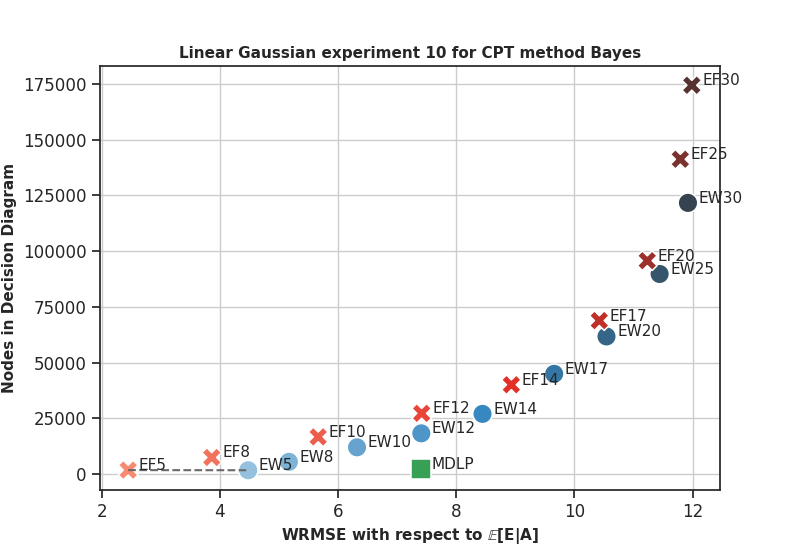 Linear Gaussian experiment 10 for CPT method Bayes
Nodes in Decision Diagram
175000
150000
125000
100000
75000
50000
25000
0
EF30
EF25
EW30
EF20
EW25
EF17
EW20
EW17
EF14
EF12
EW14
EW12
EF10
EW10
EF8
EW8
EF5
EW5
MDLP
2
4
6
8
10
12
WRMSE with respect to 𝔼[E|A]